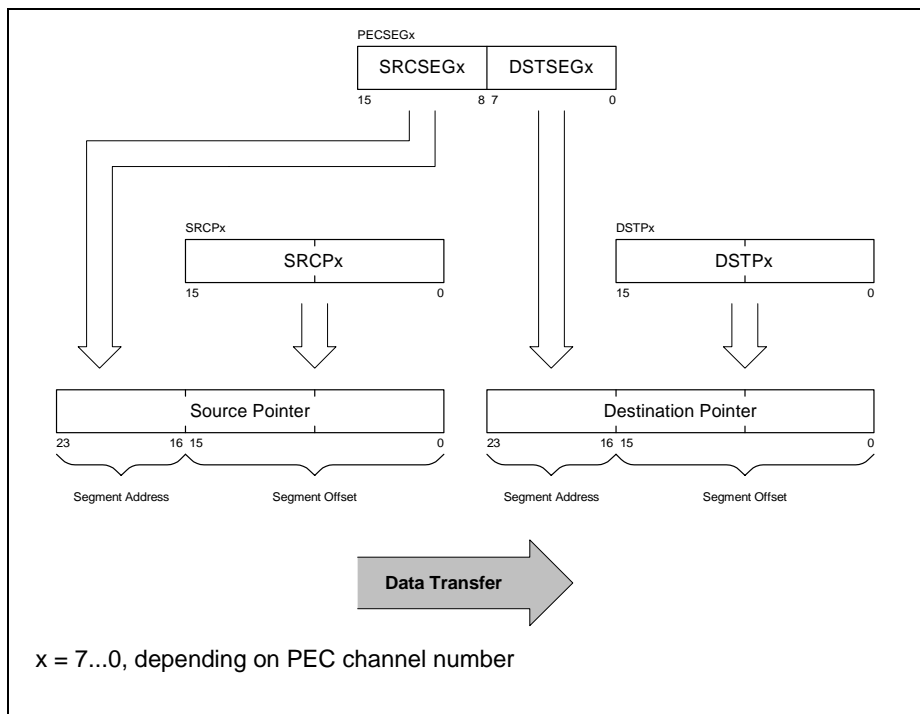 PECSEGx
SRCSEGx DSTSEGx
15 8 7 0
SRCPx DSTPx
SRCPx DSTPx
15 0 15 0
Source Pointer Destination Pointer
23 16 15 0 23 16 15 0
Segment Address Segment Offset Segment Address Segment Offset
Data Transfer
x = 7...0, depending on PEC channel number